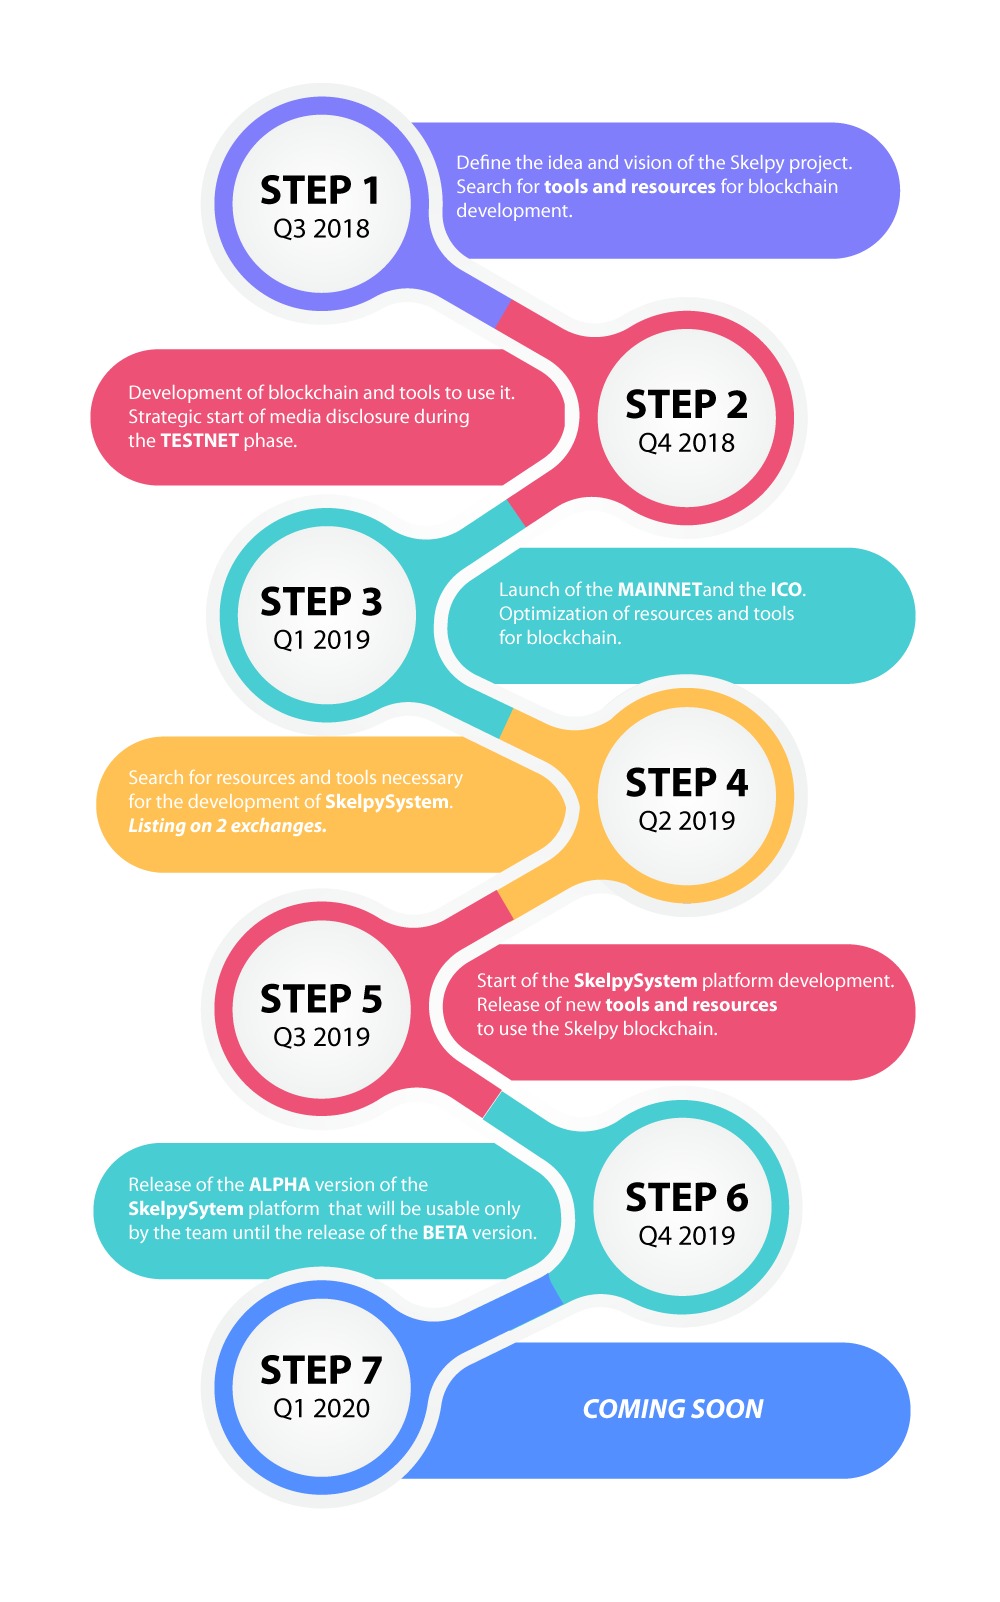 STEP 1
Q3 2018
Define the idea and vision of the Skelpy project.
Search for tools and resources for blockchain
development.
STEP 2
Q4 2018
Development of blockchain and tools to use it.
Strategic start of media disclosure during
the TESTNET phase.
STEP 3
Q1 2019
Launch of the MAINNETand the ICO.
Optimization of resources and tools
for blockchain.
STEP 4
Q2 2019
Search for resources and tools necessary
for the development of SkelpySystem.
Listing on 2 exchanges.
STEP 5
Q3 2019
Start of the SkelpySystem platform development.
Release of new tools and resources
to use the Skelpy blockchain.
STEP 6
Q4 2019
Release of the ALPHA version of the
SkelpySytem platform  that will be usable only
by the team until the release of the BETA version.
STEP 7
Q1 2020
COMING SOON